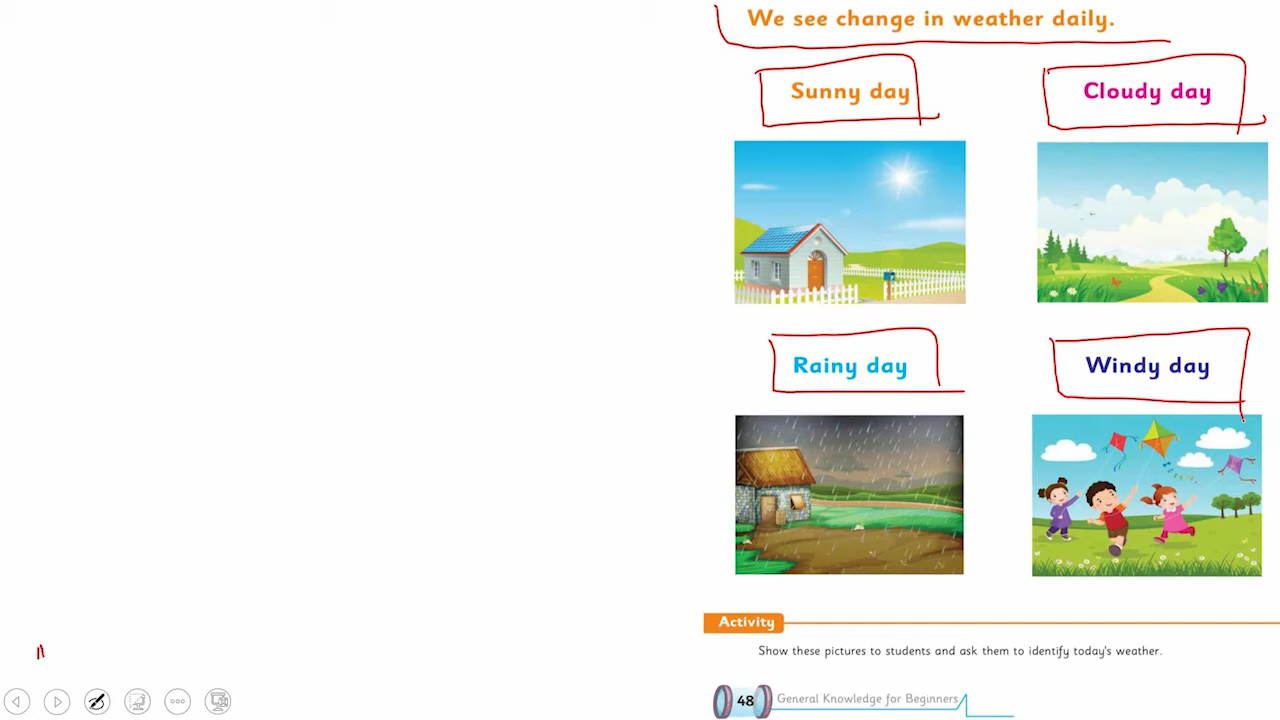 We see change in weather daily.
Sunny day
Cloudy day
Rainy day
Windy day
Activity
Show these pictures to students and ask them to identify today's weather.
48 General Knowledge for Beginners